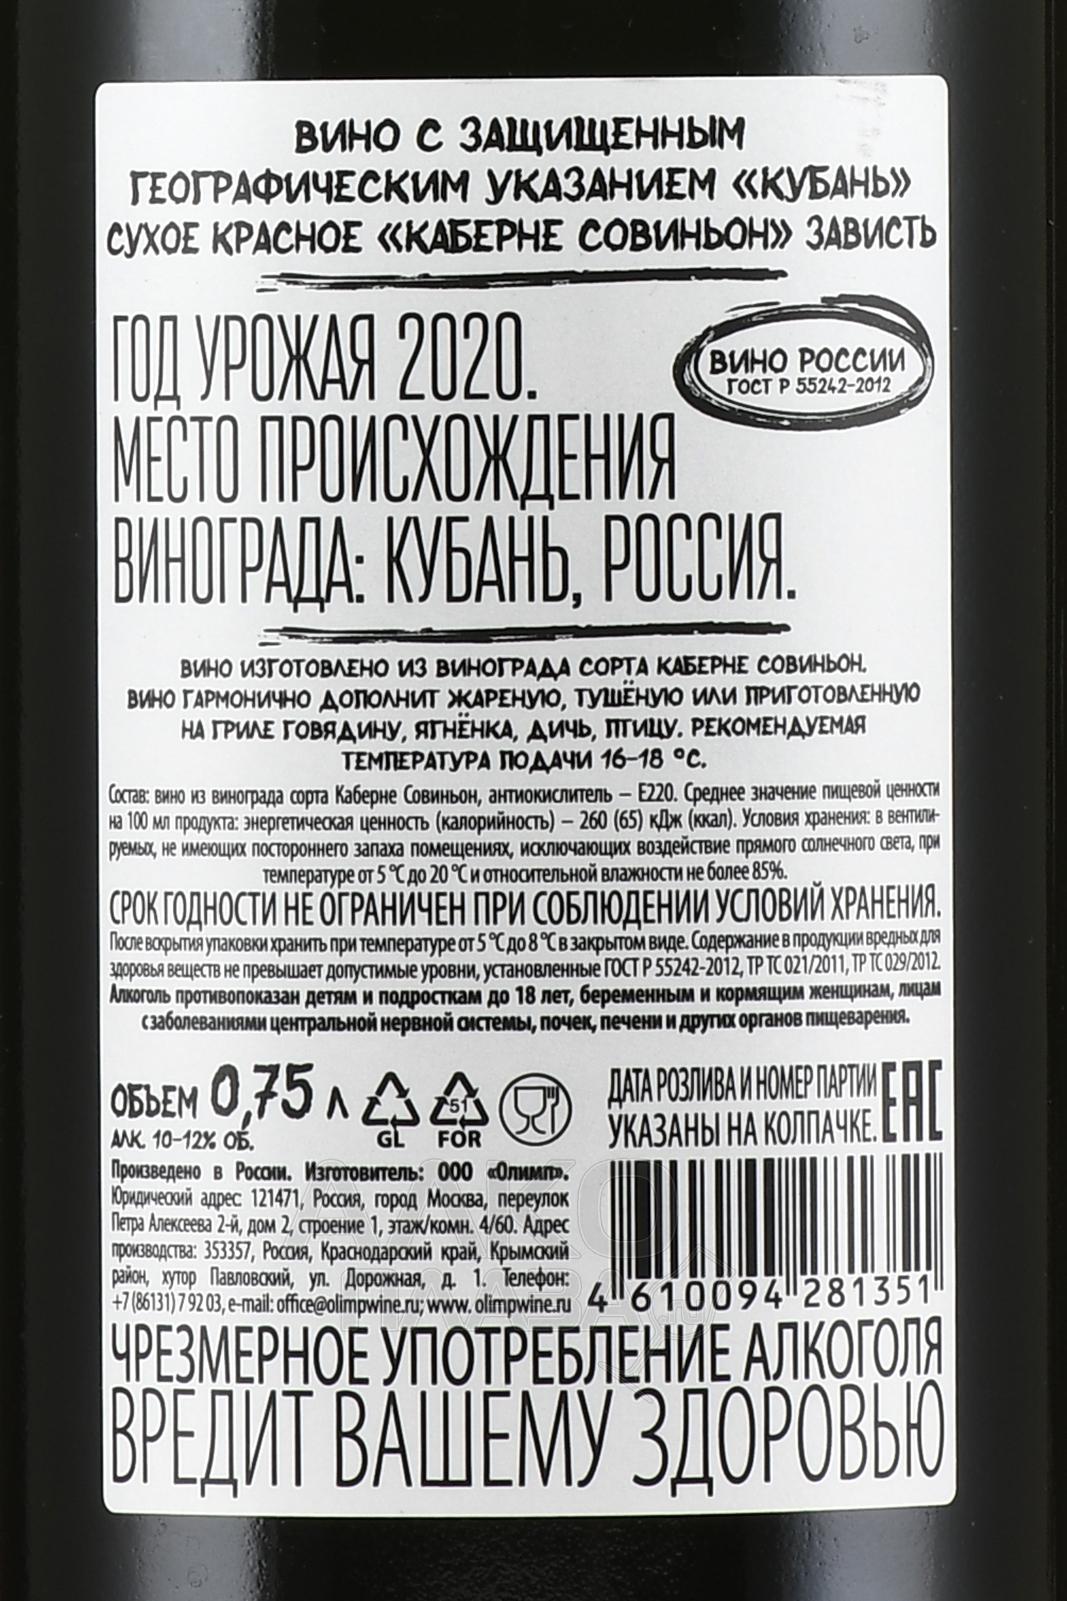 ВИНО С ЗАЩИЩЕННЫМ
ГЕОГРАФИЧЕСКИМ УКАЗАНИЕМ «КУБАНЬ»
СУХОЕ КРАСНОЕ «КАБЕРНЕ СОВИНЬОН» ЗАВИСТЬ
ГОД УРОЖАЯ 2020.
ВИНО РОССИИ
ГОСТ Р 55242-2012
МЕСТО ПРОИСХОЖДЕНИЯ
ВИНОГРАДА: КУБАНЬ, РОССИЯ.
ВИНО ИЗГОТОВЛЕНО ИЗ ВИНОГРАДА СОРТА КАБЕРНЕ СОВИНЬОН.
ВИНО ГАРМОНИЧНО ДОПОЛНИТ ЖАРЕНУЮ, ТУШЁНУЮ ИЛИ ПРИГОТОВЛЕННУЮ
НА ГРИЛЕ ГОВЯДИНУ, ЯГНЁНКА, ДИЧЬ, ПТИЦУ. РЕКОМЕНДУЕМАЯ
ТЕМПЕРАТУРА ПОДАЧИ 16-18 °С.
Состав: вино из винограда сорта Каберне Совиньон, антиокислитель – Е220. Среднее значение пищевой ценности
на 100 мл продукта: энергетическая ценность (калорийность) – 260 (65) кДж (ккал). Условия хранения: в вентили-
руемых, не имеющих постороннего запаха помещениях, исключающих воздействие прямого солнечного света, при
температуре от 5 °С до 20 °С и относительной влажности не более 85%.
СРОК ГОДНОСТИ НЕ ОГРАНИЧЕН ПРИ СОБЛЮДЕНИИ УСЛОВИЙ ХРАНЕНИЯ.
После вскрытия упаковки хранить при температуре от 5 °С до 8 °С в закрытом виде. Содержание в продукции вредных для
здоровья веществ не превышает допустимые уровни, установленные ГОСТ Р 55242-2012, ТР ТС 021/2011, ТР ТС 029/2012.
Алкоголь противопоказан детям и подросткам до 18 лет, беременным и кормящим женщинам, лицам
с заболеваниями центральной нервной системы, почек, печени и других органов пищеварения.
ОБЪЕМ 0,75 Л
АЛК. 10-12% ОБ.
GL
51
FOR
ДАТА РОЗЛИВА И НОМЕР ПАРТИИ
УКАЗАНЫ НА КОЛПАЧКЕ.
ЕАС
Произведено в России. Изготовитель: ООО «Олимп».
Юридический адрес: 121471, Россия, город Москва, переулок
Петра Алексеева 2-й, дом 2, строение 1, этаж/комн. 4/60. Адрес
производства: 353357, Россия, Краснодарский край, Крымский
район, хутор Павловский, ул. Дорожная, д. 1. Телефон:
+7 (86131) 7 92 03, e-mail: office@olimpwine.ru; www. olimpwine.ru
4 610094 281351
ЧРЕЗМЕРНОЕ УПОТРЕБЛЕНИЕ АЛКОГОЛЯ
ВРЕДИТ ВАШЕМУ ЗДОРОВЬЮ